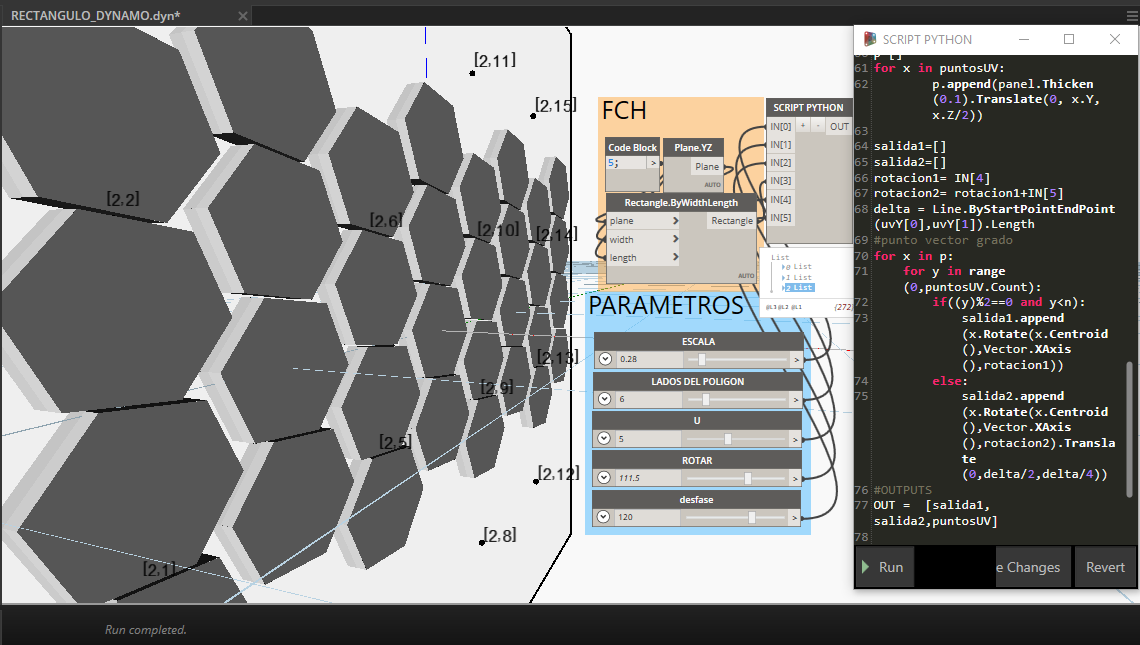 RECTANGULO_DYNAMO.dyn*
[2,11]
[2,15]
[2,2]
[2,6]
[2,10]
[2,14]
[2,13]
[2,9]
[2,5]
[2,12]
[2,8]
[2,1]
FCH
Code Block
5;
>
Plane.YZ
Plane
AUTO
Rectangle.ByWidthLength
plane > Rectangle
width >
length >
AUTO
SCRIPT PYTHON
IN[0] + - OUT
IN[1]
IN[2]
IN[3]
IN[4]
IN[5]
List
0 List
1 List
2 List
@L3 @L2 @L1 {272}
PARAMETROS
ESCALA
0.28 >
LADOS DEL POLIGON
6 >
U
5 >
ROTAR
111.5 >
desfase
120 >
SCRIPT PYTHON
61 for x in puntosUV:
62 p.append(panel.Thicken
(0.1).Translate(0, x.Y,
x.Z/2))
63
64 salida1=[]
65 salida2=[]
66 rotacion1= IN[4]
67 rotacion2= rotacion1+IN[5]
68 delta = Line.ByStartPointEndPoint
(uvY[0],uvY[1]).Length
69 #punto vector grado
70 for x in p:
71 for y in range
(0,puntosUV.Count):
72 if((y)%2==0 and y<n):
73 salida1.append
(x.Rotate(x.Centroid
(),Vector.XAxis
(),rotacion1))
74 else:
75 salida2.append
(x.Rotate(x.Centroid
(),Vector.XAxis
(),rotacion2).Transla
te
(0,delta/2,delta/4))
76 #OUTPUTS
77 OUT = [salida1,
salida2,puntosUV]
78
Run
e Changes
Revert
Run completed.